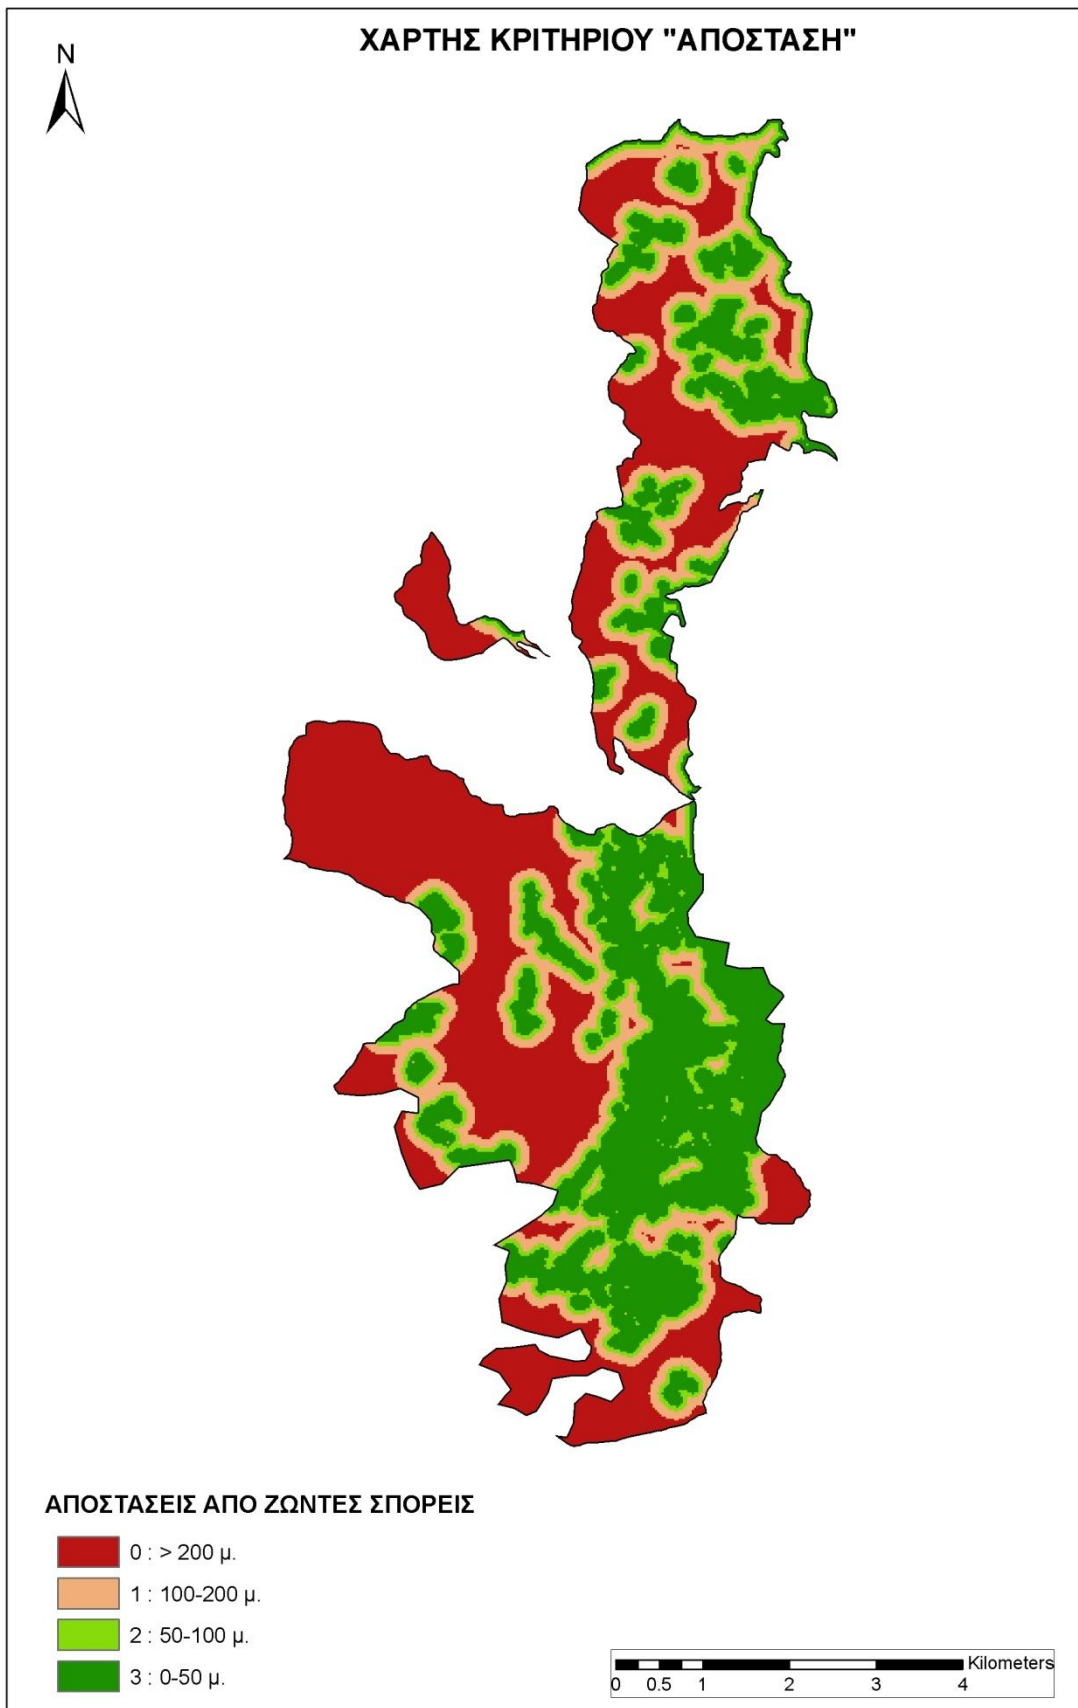 ΧΑΡΤΗΣ ΚΡΙΤΗΡΙΟΥ "ΑΠΟΣΤΑΣΗ"
N
ΑΠΟΣΤΑΣΕΙΣ ΑΠΟ ΖΩΝΤΕΣ ΣΠΟΡΕΙΣ
0 : > 200 μ.
1 : 100-200 μ.
2 : 50-100 μ.
3 : 0-50 μ.
Kilometers
0 0.5 1 2 3 4